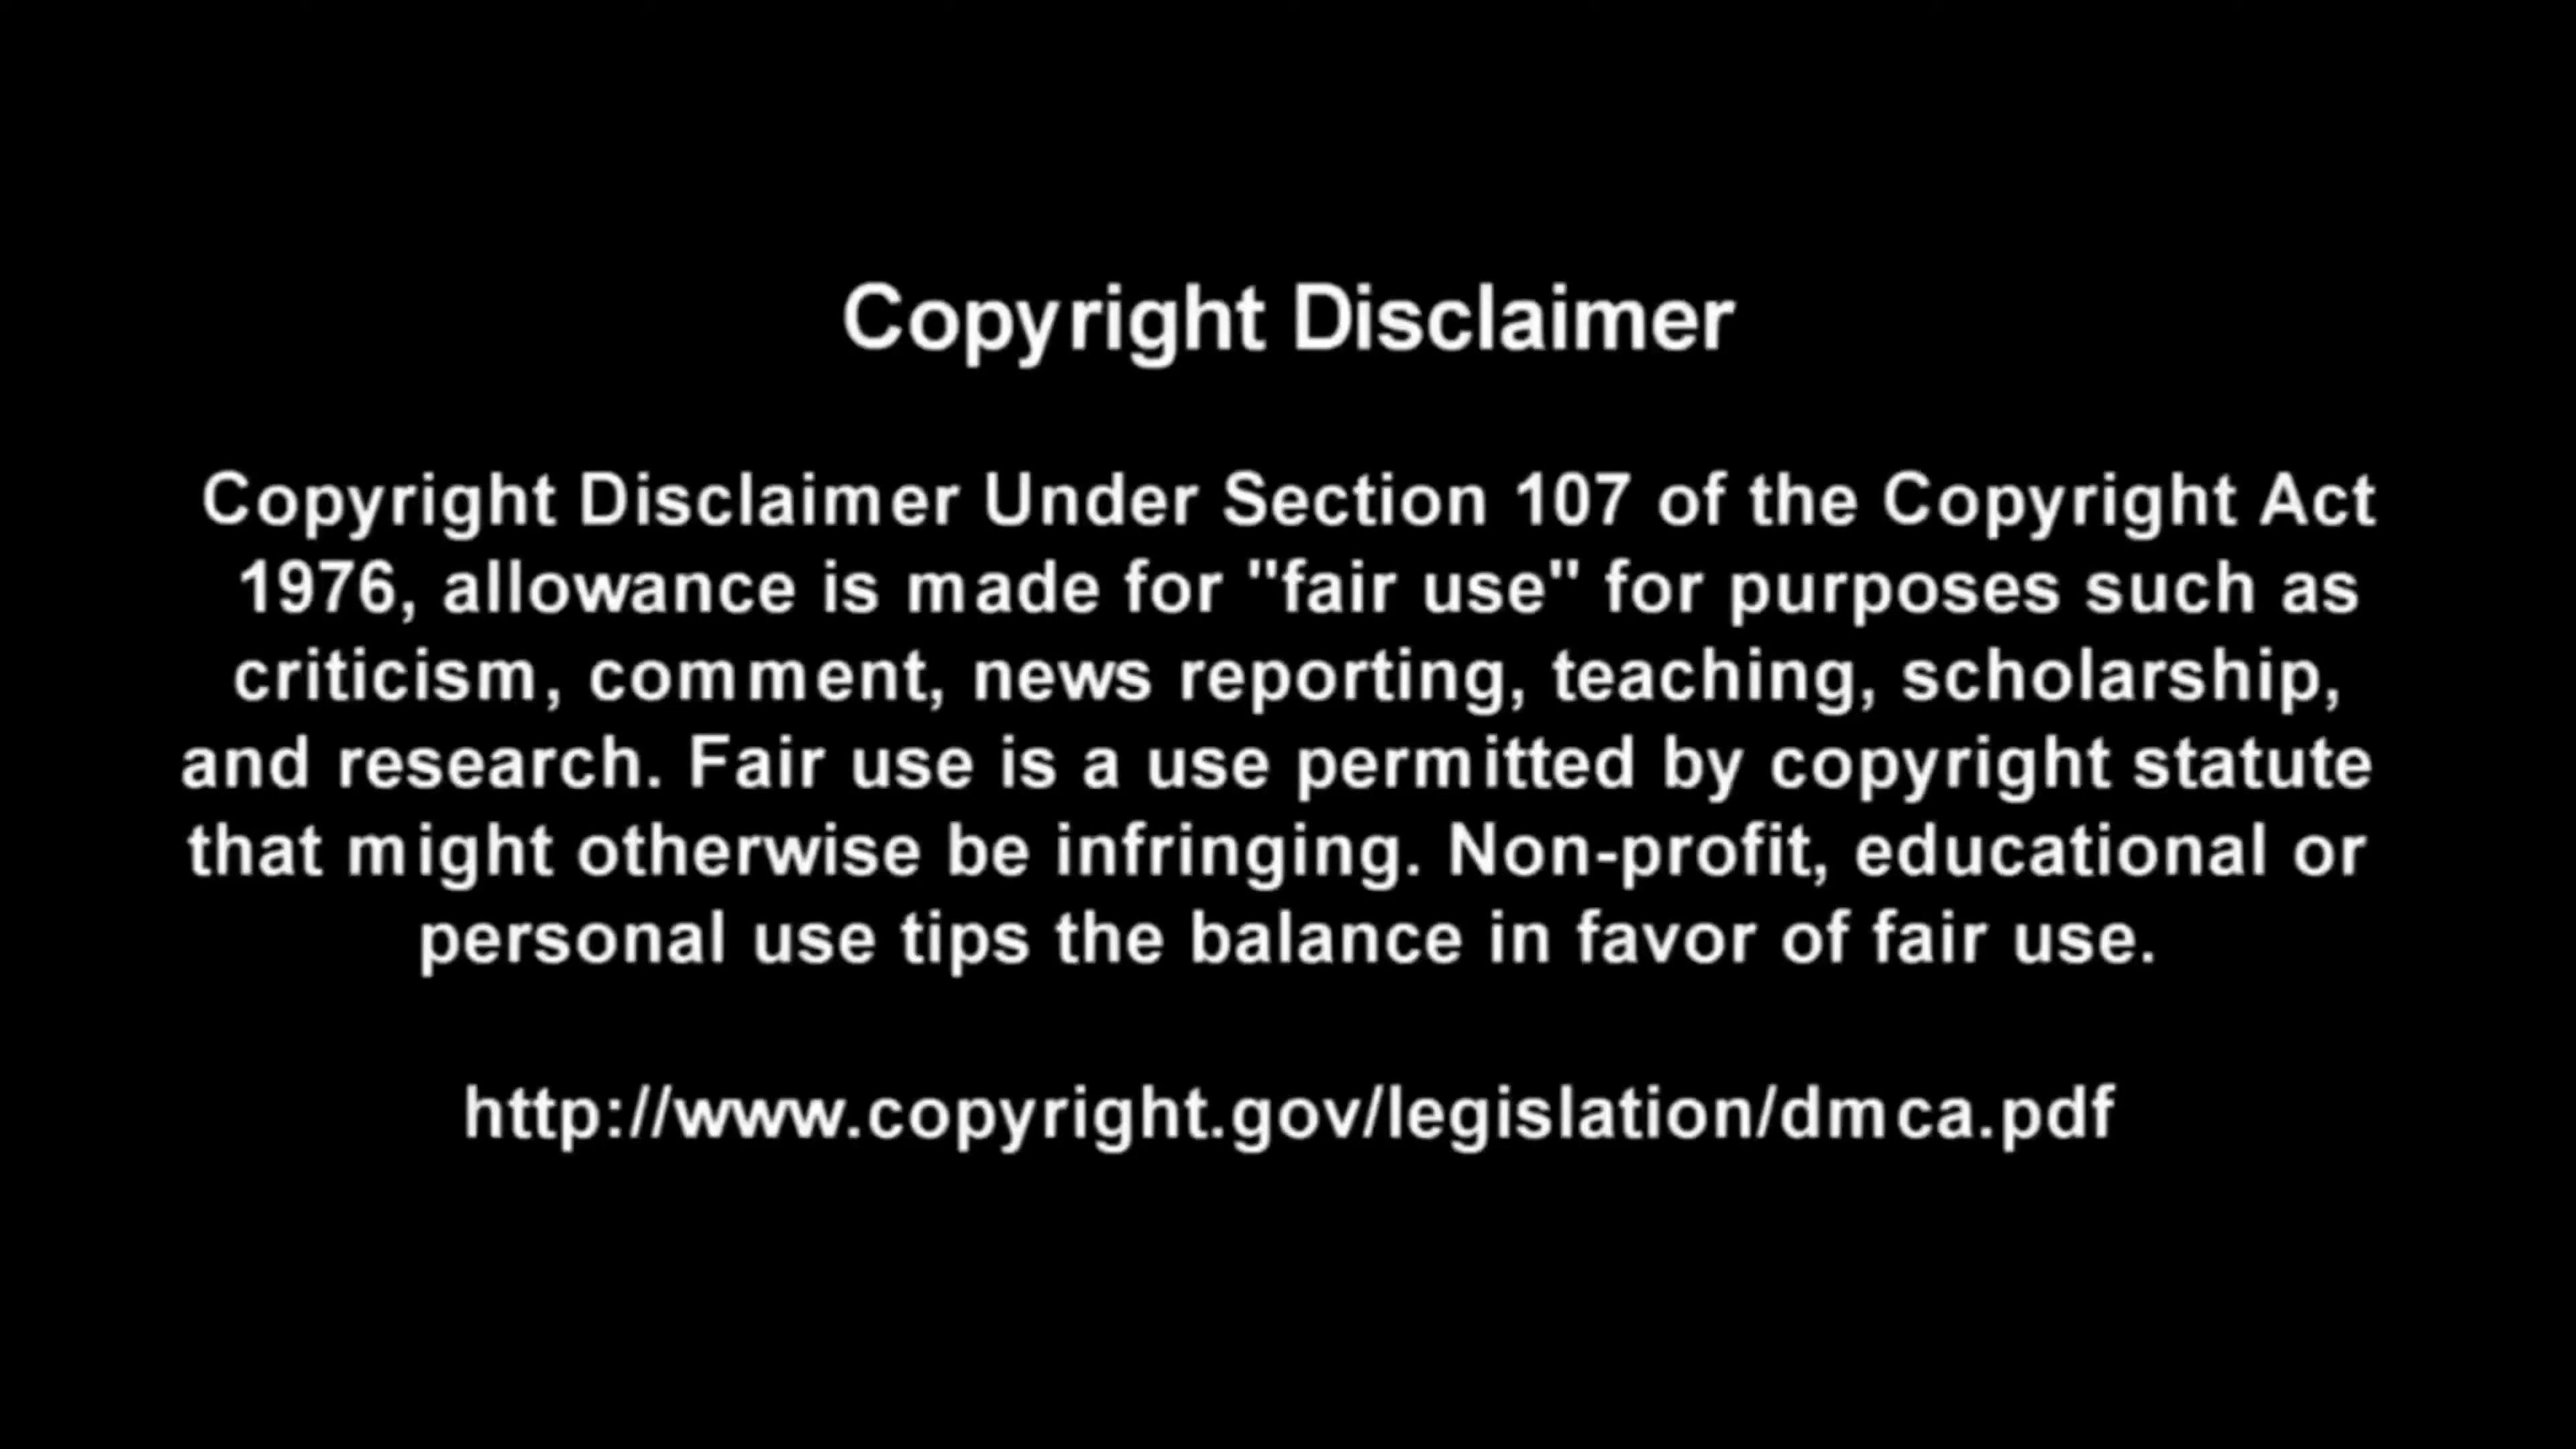 Copyright Disclaimer
Copyright Disclaimer Under Section 107 of the Copyright Act
1976, allowance is made for "fair use" for purposes such as
criticism, comment, news reporting, teaching, scholarship,
and research. Fair use is a use permitted by copyright statute
that might otherwise be infringing. Non-profit, educational or
personal use tips the balance in favor of fair use.
http://www.copyright.gov/legislation/dmca.pdf